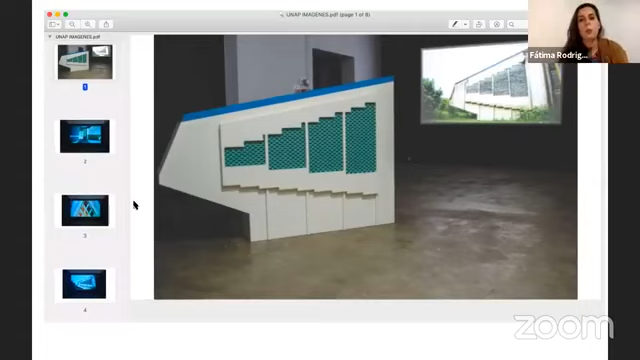 UNAP IMAGENES.pdf (page 1 of 8)
UNAP IMAGENES.pdf
1
2
3
4
Fátima Rodrig...
zoom